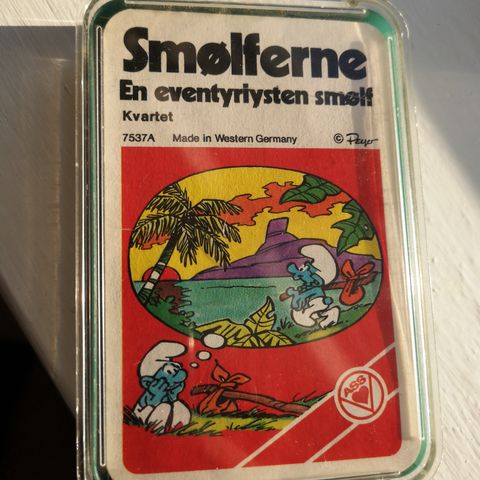 Smølferne
En eventyrlysten smølf
Kvartet
7537A Made in Western Germany © Peyo
ASS